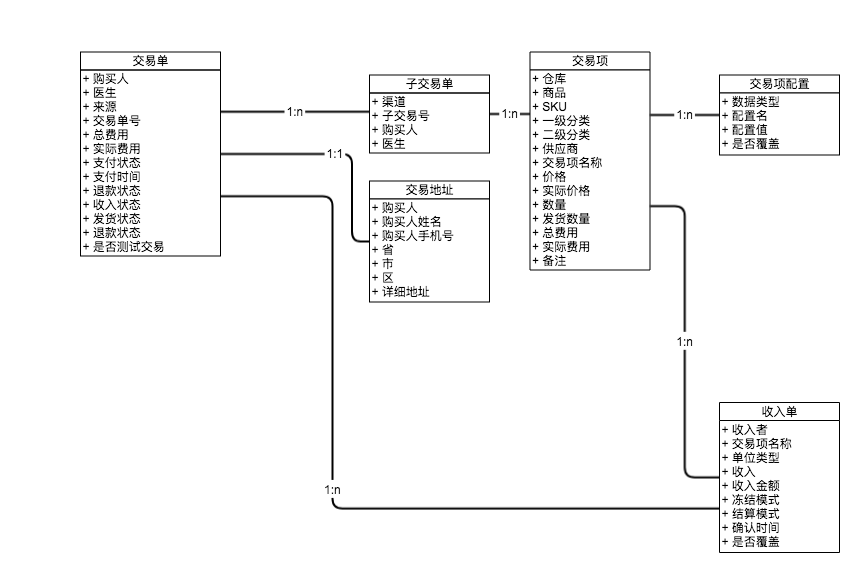 交易单
+ 购买人
+ 医生
+ 来源
+ 交易单号
+ 总费用
+ 实际费用
+ 支付状态
+ 支付时间
+ 退款状态
+ 收入状态
+ 发货状态
+ 退款状态
+ 是否测试交易
1:n
1:1
1:n
子交易单
+ 渠道
+ 子交易号
+ 购买人
+ 医生
交易地址
+ 购买人
+ 购买人姓名
+ 购买人手机号
+ 省
+ 市
+ 区
+ 详细地址
1:n
交易项
+ 仓库
+ 商品
+ SKU
+ 一级分类
+ 二级分类
+ 供应商
+ 交易项名称
+ 价格
+ 实际价格
+ 数量
+ 发货数量
+ 总费用
+ 实际费用
+ 备注
1:n
1:n
交易项配置
+ 数据类型
+ 配置名
+ 配置值
+ 是否覆盖
收入单
+ 收入者
+ 交易项名称
+ 单位类型
+ 收入
+ 收入金额
+ 冻结模式
+ 结算模式
+ 确认时间
+ 是否覆盖